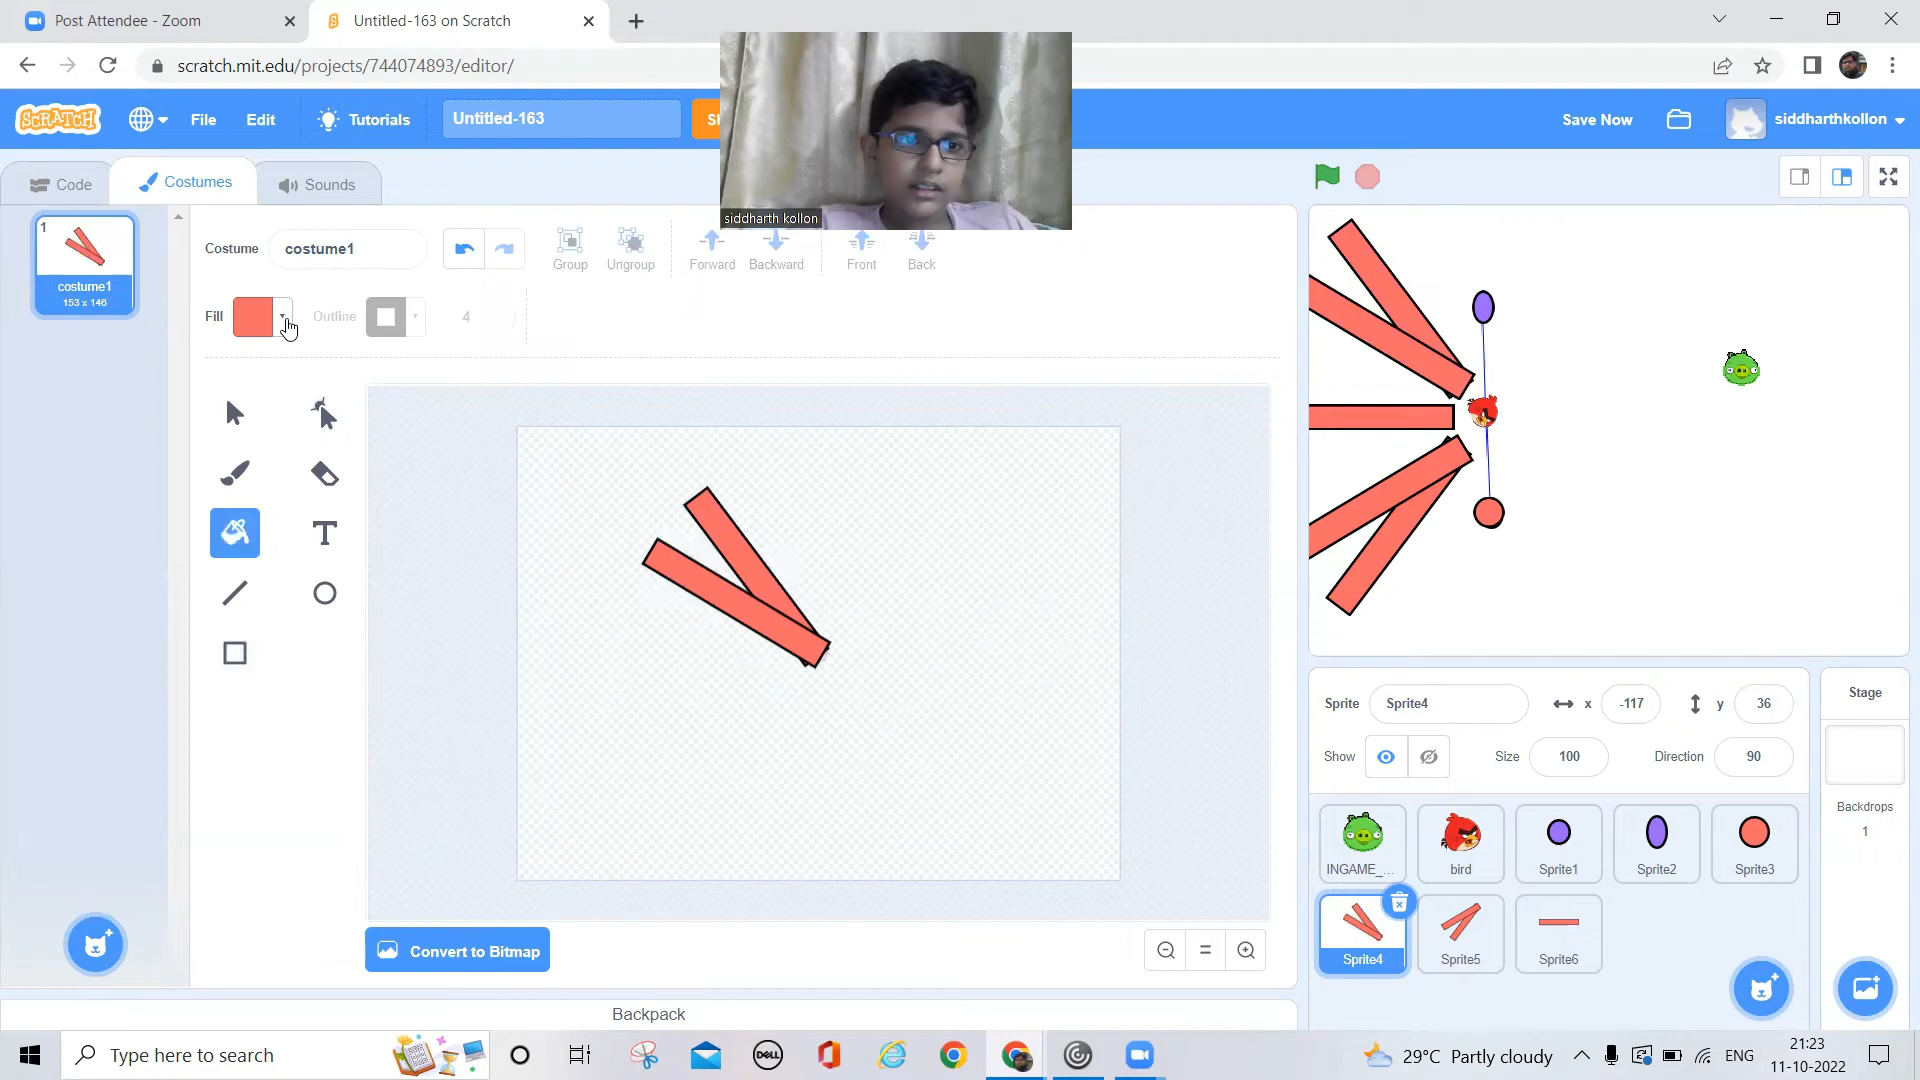 Post Attendee - Zoom
Untitled-163 on Scratch
scratch.mit.edu/projects/744074893/editor/
SCRATCH
File
Edit
Tutorials
Untitled-163
Save Now
siddharthkollon
siddharth kollon
Code
Costumes
Sounds
1
costume1
153 x 146
Costume
costume1
Group
Ungroup
Forward
Backward
Front
Back
Fill
Outline
4
Convert to Bitmap
Backpack
Sprite
Sprite4
x
-117
y
36
Show
Size
100
Direction
90
Stage
Backdrops
1
INGAME_...
bird
Sprite1
Sprite2
Sprite3
Sprite4
Sprite5
Sprite6
Type here to search
DELL
29°C Partly cloudy
ENG
21:23
11-10-2022